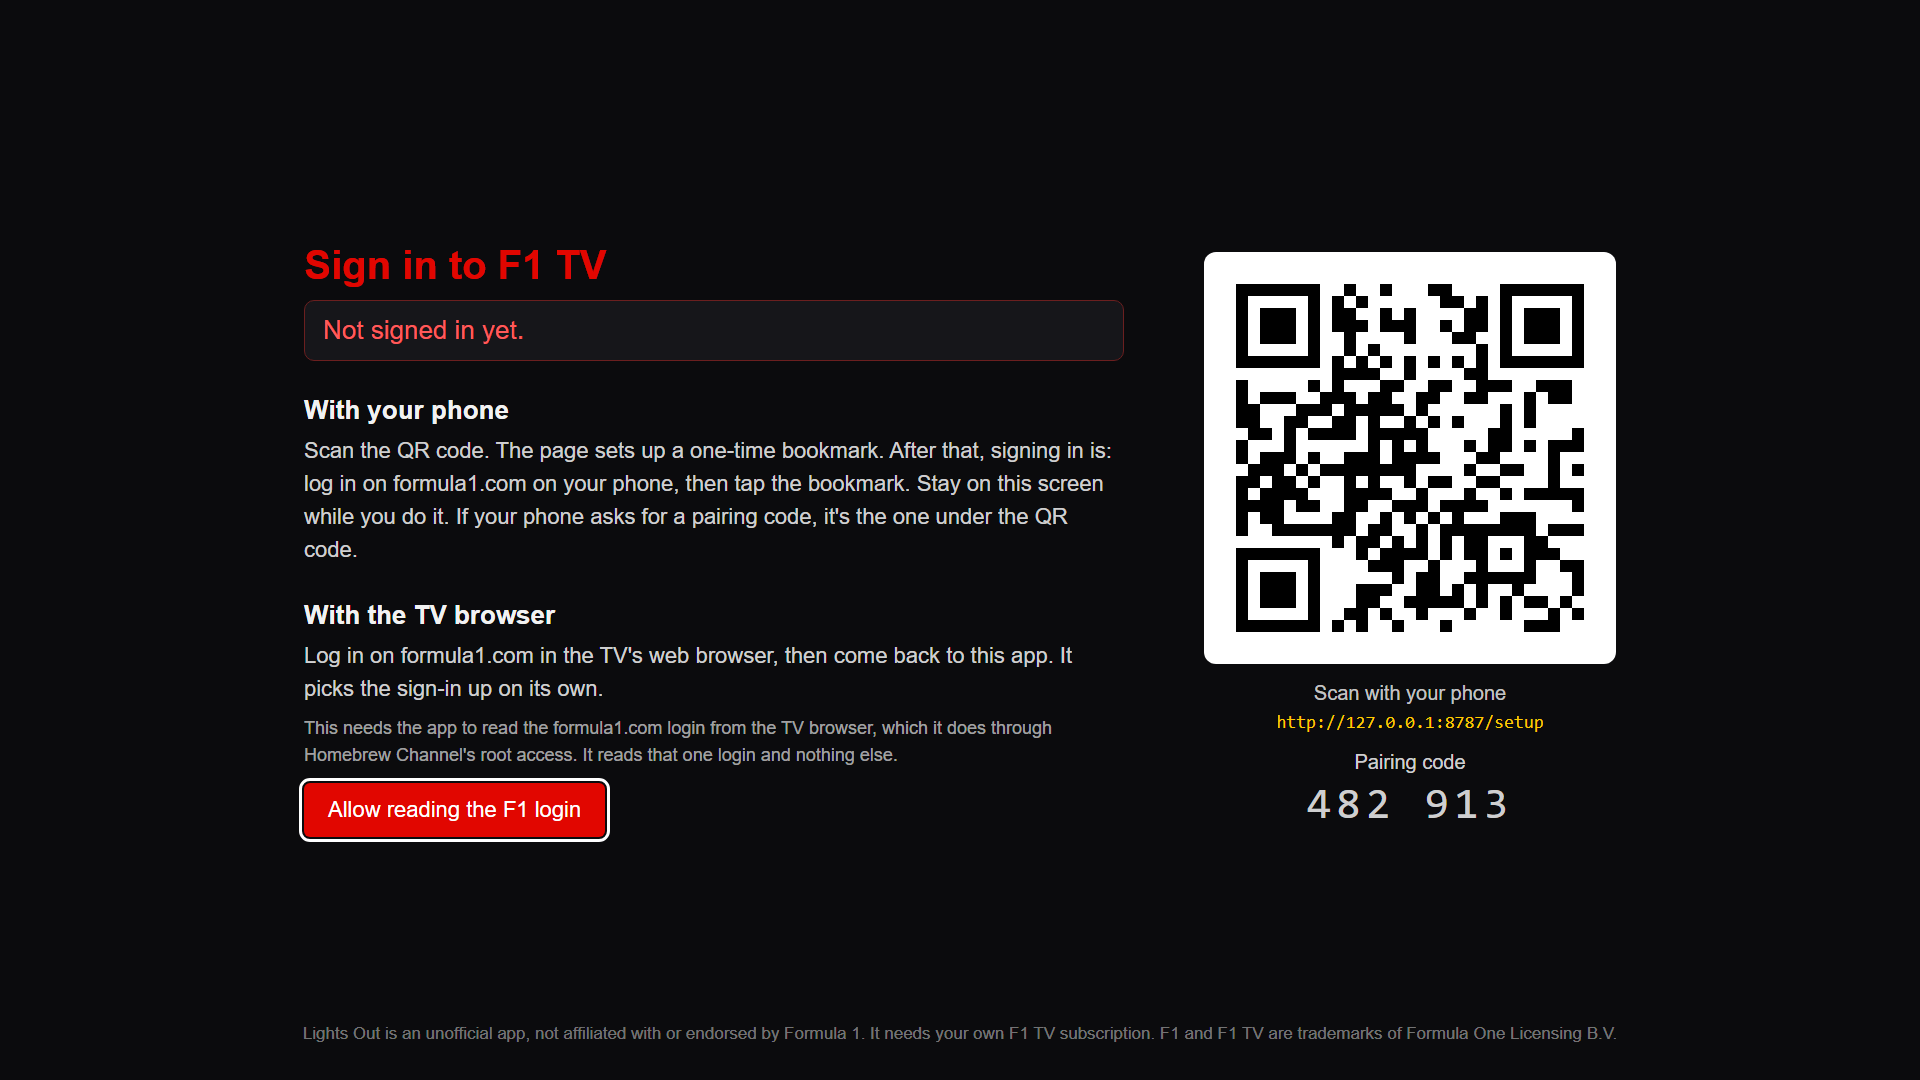 Sign in to F1 TV
Not signed in yet.
With your phone
Scan the QR code. The page sets up a one-time bookmark. After that, signing in is:
log in on formula1.com on your phone, then tap the bookmark. Stay on this screen
while you do it. If your phone asks for a pairing code, it's the one under the QR
code.
With the TV browser
Log in on formula1.com in the TV's web browser, then come back to this app. It
picks the sign-in up on its own.
This needs the app to read the formula1.com login from the TV browser, which it does through
Homebrew Channel's root access. It reads that one login and nothing else.
Allow reading the F1 login
Scan with your phone
http://127.0.0.1:8787/setup
Pairing code
482 913
Lights Out is an unofficial app, not affiliated with or endorsed by Formula 1. It needs your own F1 TV subscription. F1 and F1 TV are trademarks of Formula One Licensing B.V.